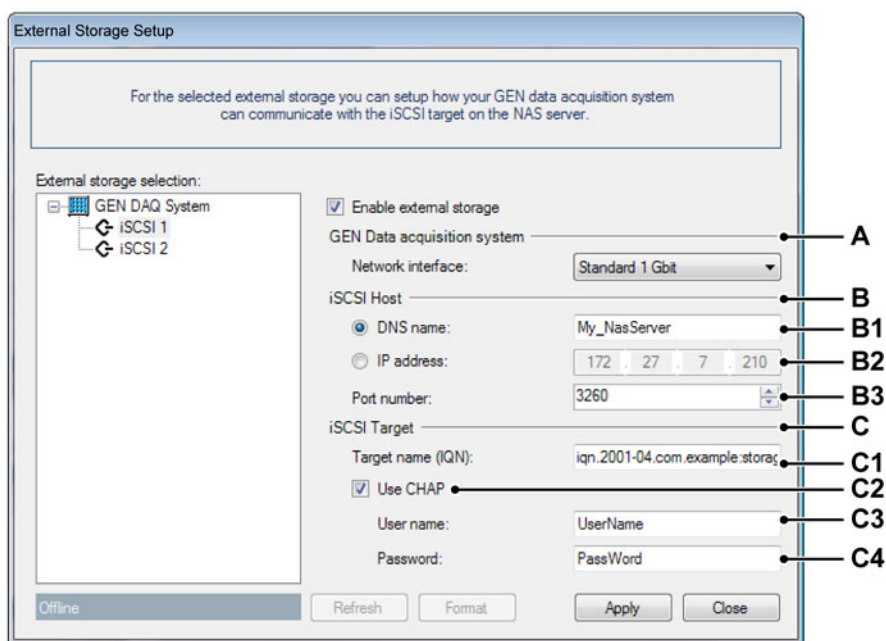 External Storage Setup
For the selected external storage you can setup how your GEN data acquisition system
can communicate with the iSCSI target on the NAS server.
External storage selection:
GEN DAQ System
iSCSI 1
iSCSI 2
Enable external storage
GEN Data acquisition system
A
Network interface:
Standard 1 Gbit
iSCSI Host
B
DNS name:
My_NasServer
B1
IP address:
172 . 27 . 7 . 210
B2
Port number:
3260
B3
iSCSI Target
C
Target name (IQN):
iqn.2001-04.com.example:storag
C1
Use CHAP
C2
User name:
UserName
C3
Password:
PassWord
C4
Offline
Refresh
Format
Apply
Close